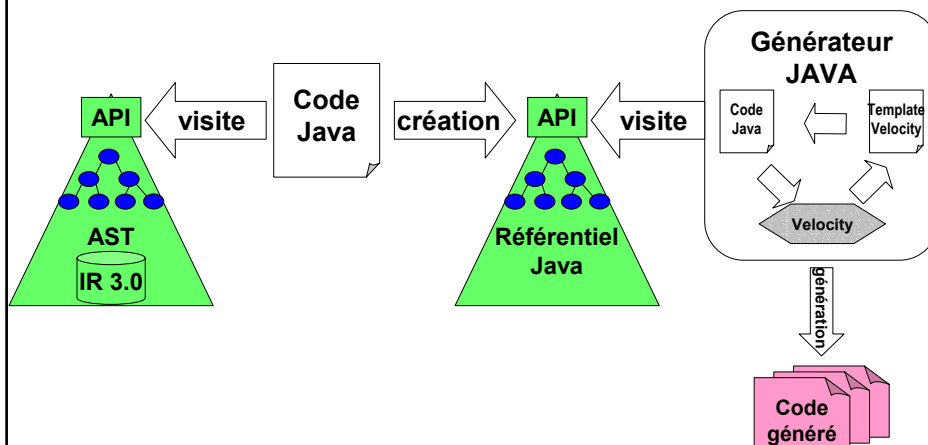 API
visite
Code
Java
création
API
visite
Générateur
JAVA
Code
Java
Template
Velocity
Velocity
AST
IR 3.0
Référentiel
Java
génération
Code
généré